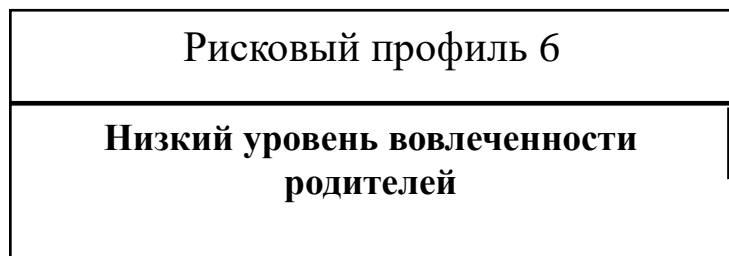 Рисковый профиль 6
Низкий уровень вовлеченности
родителей